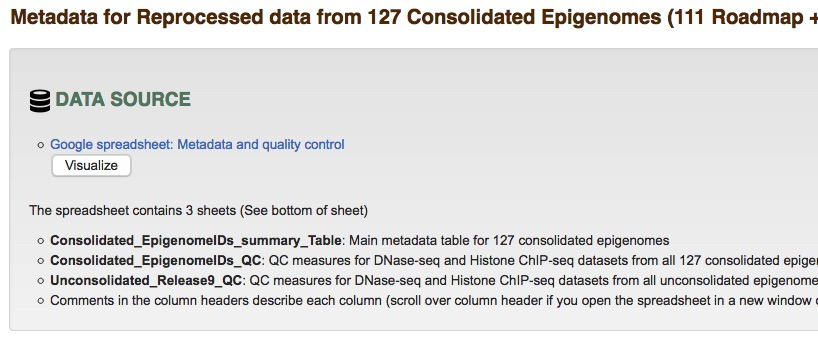 Metadata for Reprocessed data from 127 Consolidated Epigenomes (111 Roadmap +
DATA SOURCE
Google spreadsheet: Metadata and quality control
Visualize
The spreadsheet contains 3 sheets (See bottom of sheet)
Consolidated_EpigenomeIDs_summary_Table: Main metadata table for 127 consolidated epigenomes
Consolidated_EpigenomeIDs_QC: QC measures for DNase-seq and Histone ChIP-seq datasets from all 127 consolidated epiger
Unconsolidated_Release9_QC: QC measures for DNase-seq and Histone ChIP-seq datasets from all unconsolidated epigenome
Comments in the column headers describe each column (scroll over column header if you open the spreadsheet in a new window